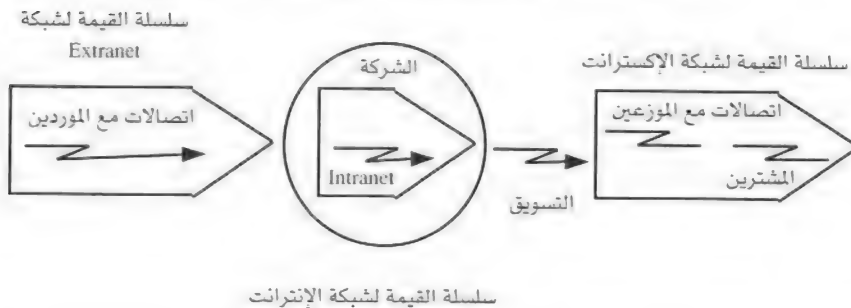 سلسلة القيمة لشبكة
Extranet
اتصالات مع الموردين
الشركة
Intranet
التسويق
سلسلة القيمة لشبكة الإكسترانت
اتصالات مع الموزعين
المشترين
سلسلة القيمة لشبكة الإنترانت